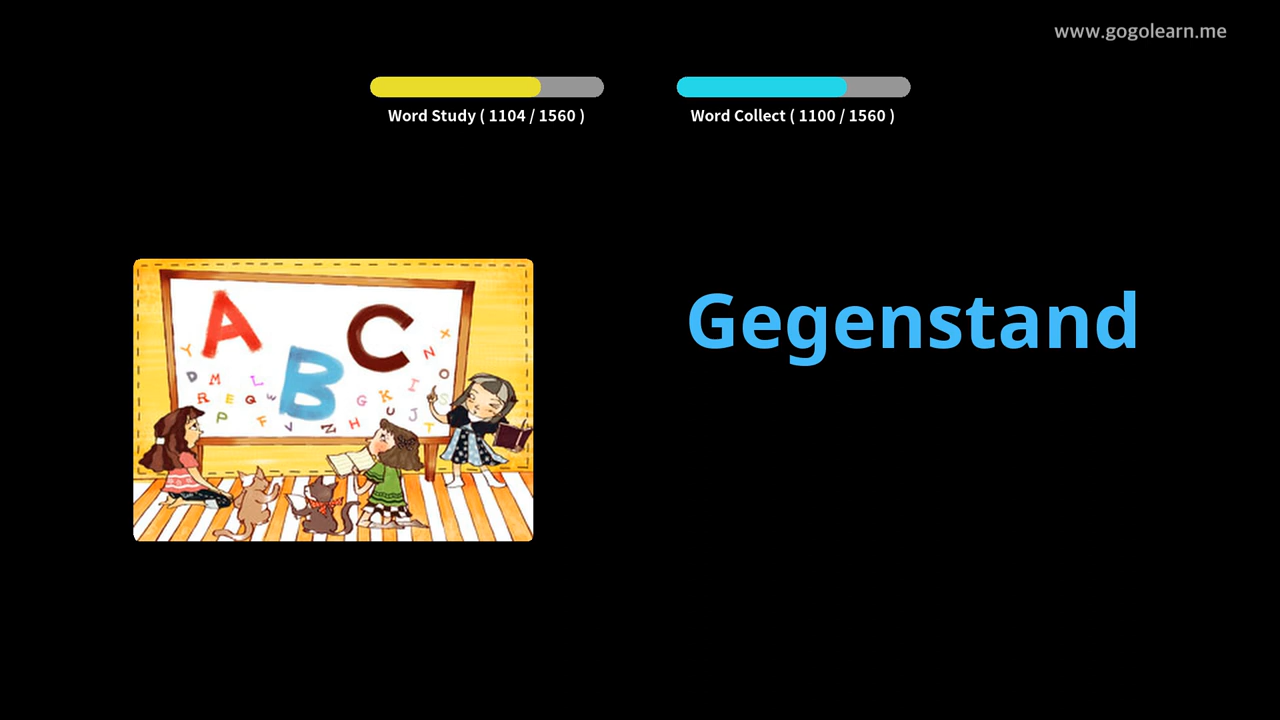 www.gogolearn.me
Word Study ( 1104 / 1560 )
Word Collect ( 1100 / 1560 )
Gegenstand
A
B
C
X
Y
N
D
M
L
I
O
R
E
Q
W
G
K
S
P
F
V
Z
H
U
J
T